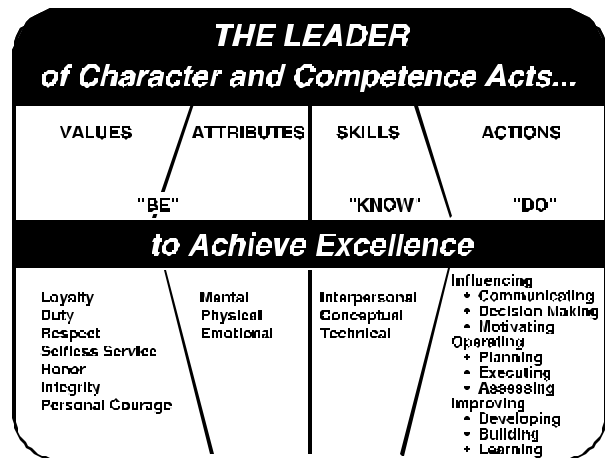 THE LEADER
of Character and Competence Acts...
VALUES
ATTRIBUTES
SKILLS
ACTIONS
"BE"
"KNOW"
"DO"
to Achieve Excellence
Loyalty
Duty
Respect
Selfless Service
Honor
Integrity
Personal Courage
Mental
Physical
Emotional
Interpersonal
Conceptual
Technical
Influencing
• Communicating
• Decision Making
• Motivating
Operating
• Planning
• Executing
• Assessing
Improving
• Developing
• Building
• Learning